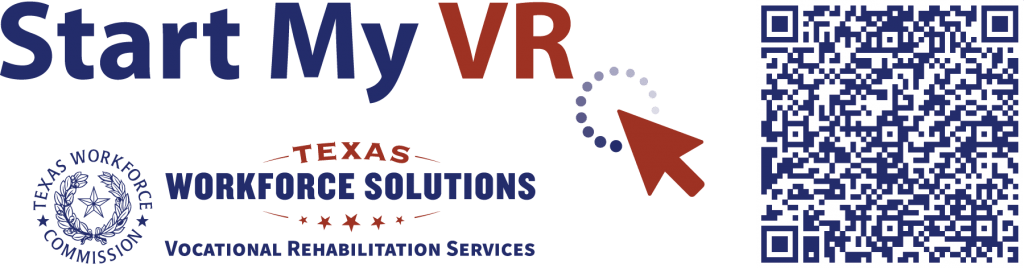 Start My VR
TEXAS WORKFORCE
COMMISSION
TEXAS
WORKFORCE SOLUTIONS
VOCATIONAL REHABILITATION SERVICES